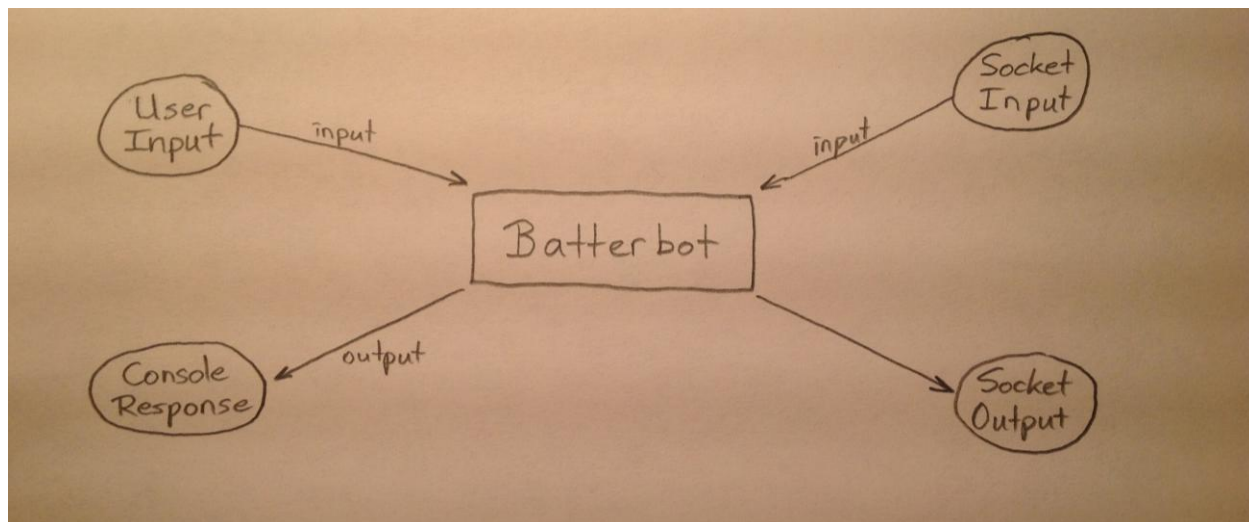 User
Input
input
Socket
Input
input
Batterbot
output
Console
Response
Socket
Output